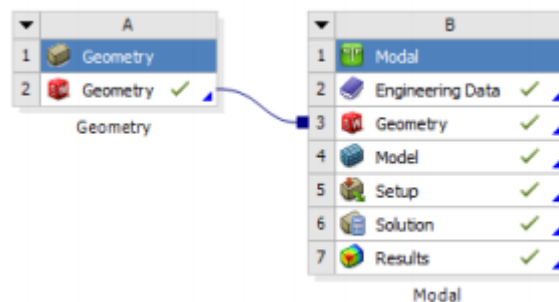 A
1 Geometry
2 Geometry
Geometry
B
1 Modal
2 Engineering Data
3 Geometry
4 Model
5 Setup
6 Solution
7 Results
Modal